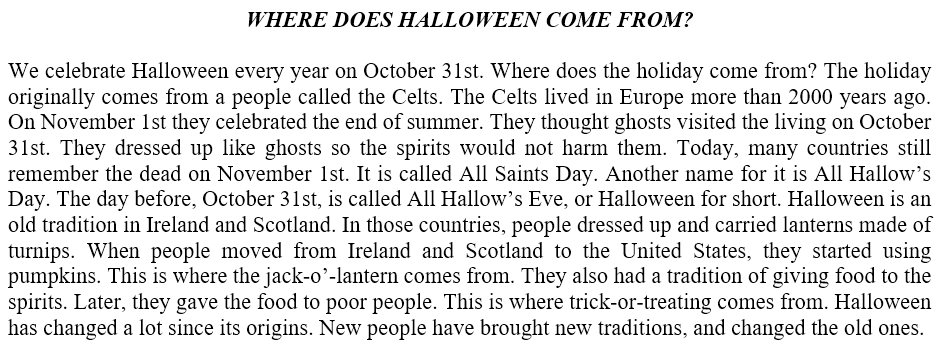 WHERE DOES HALLOWEEN COME FROM?
We celebrate Halloween every year on October 31st. Where does the holiday come from? The holiday
originally comes from a people called the Celts. The Celts lived in Europe more than 2000 years ago.
On November 1st they celebrated the end of summer. They thought ghosts visited the living on October
31st. They dressed up like ghosts so the spirits would not harm them. Today, many countries still
remember the dead on November 1st. It is called All Saints Day. Another name for it is All Hallow’s
Day. The day before, October 31st, is called All Hallow’s Eve, or Halloween for short. Halloween is an
old tradition in Ireland and Scotland. In those countries, people dressed up and carried lanterns made of
turnips. When people moved from Ireland and Scotland to the United States, they started using
pumpkins. This is where the jack-o’-lantern comes from. They also had a tradition of giving food to the
spirits. Later, they gave the food to poor people. This is where trick-or-treating comes from. Halloween
has changed a lot since its origins. New people have brought new traditions, and changed the old ones.